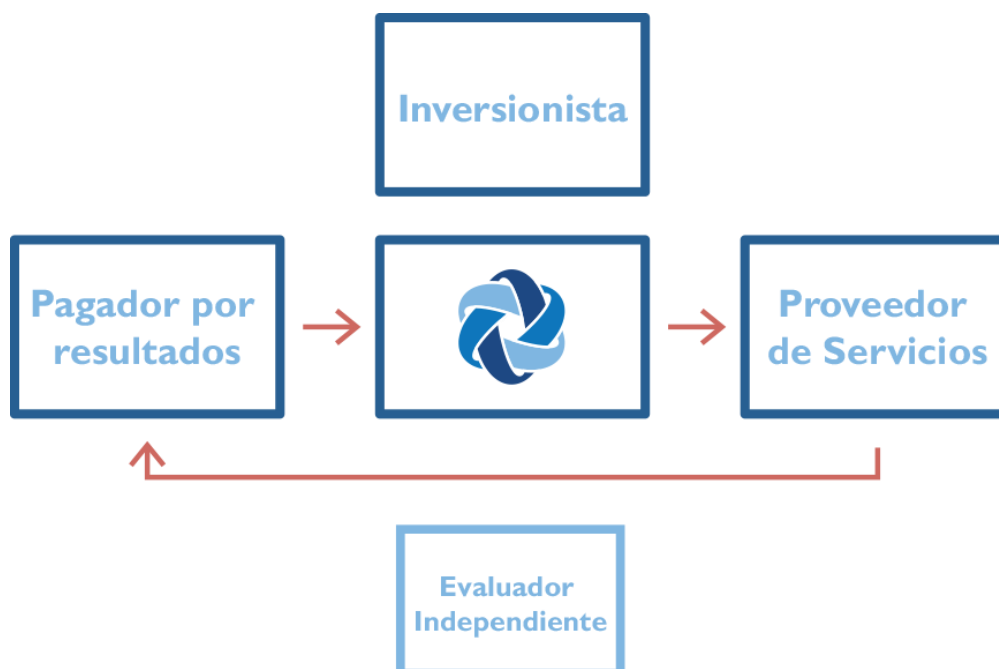 Inversionista
Pagador por
resultados
Proveedor
de Servicios
Evaluador
Independiente